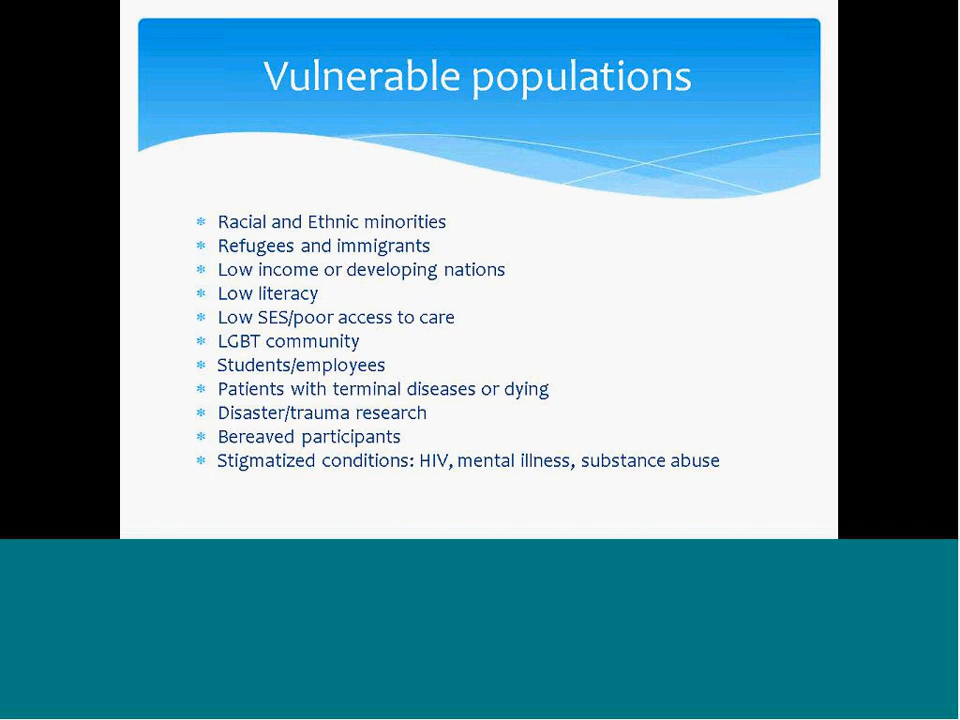 Vulnerable populations
* Racial and Ethnic minorities
* Refugees and immigrants
* Low income or developing nations
* Low literacy
* Low SES/poor access to care
* LGBT community
* Students/employees
* Patients with terminal diseases or dying
* Disaster/trauma research
* Bereaved participants
* Stigmatized conditions: HIV, mental illness, substance abuse